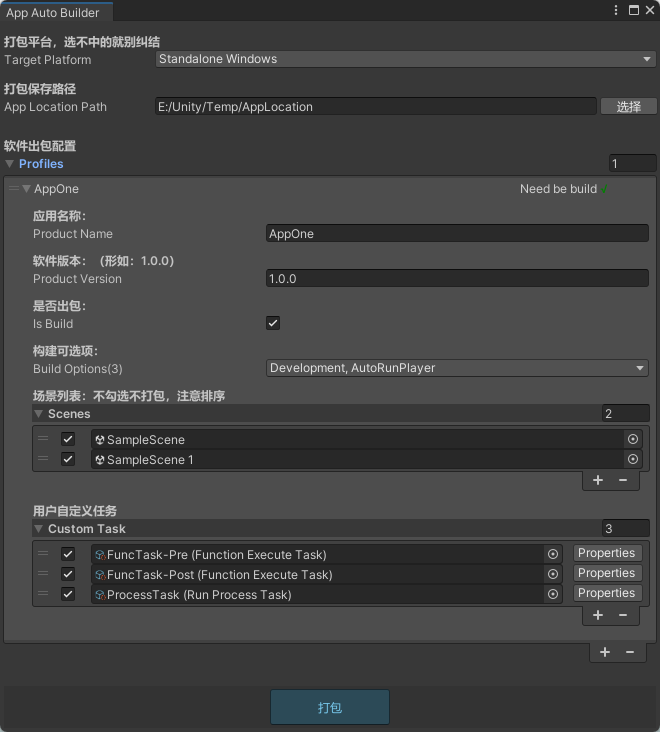 App Auto Builder
打包平台，选不中的就别纠结
Target Platform Standalone Windows
打包保存路径
App Location Path E:/Unity/Temp/AppLocation 选择
软件出包配置
Profiles 1
AppOne Need be build
应用名称：
Product Name AppOne
软件版本：（形如：1.0.0）
Product Version 1.0.0
是否出包：
Is Build
构建可选项：
Build Options(3) Development, AutoRunPlayer
场景列表：不勾选不打包，注意排序
Scenes 2
SampleScene
SampleScene 1
用户自定义任务
Custom Task 3
FuncTask-Pre (Function Execute Task) Properties
FuncTask-Post (Function Execute Task) Properties
ProcessTask (Run Process Task) Properties
打包